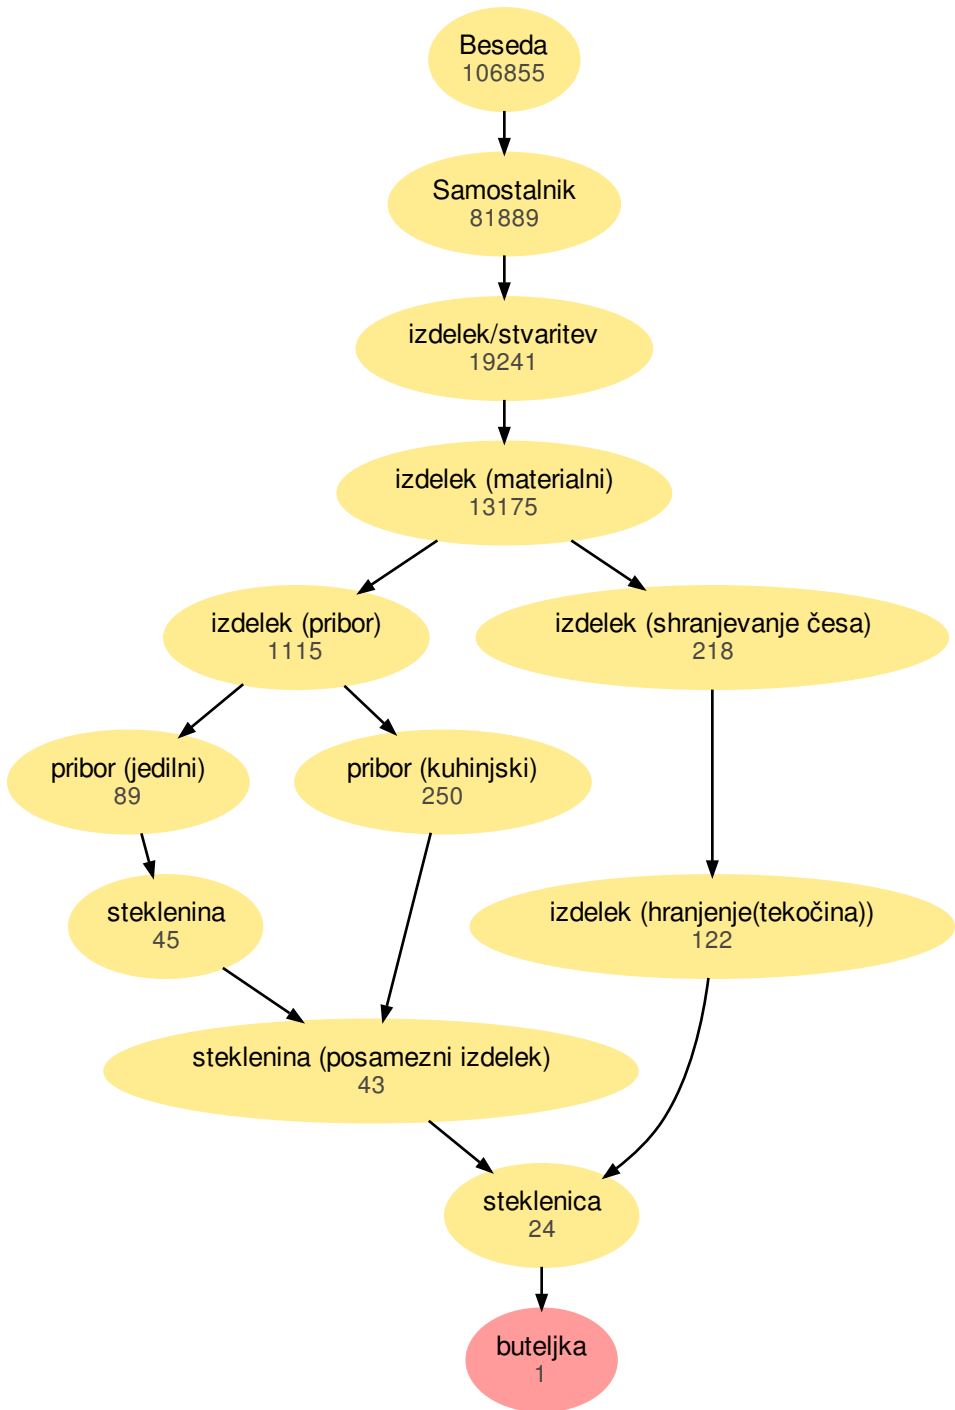 Beseda
106855
Samostalnik
81889
izdelek/stvaritev
19241
izdelek (materialni)
13175
izdelek (pribor)
1115
izdelek (shranjevanje česa)
218
pribor (jedilni)
89
pribor (kuhinjski)
250
steklenina
45
izdelek (hranjenje(tekočina))
122
steklenina (posamezni izdelek)
43
steklenica
24
buteljka
1